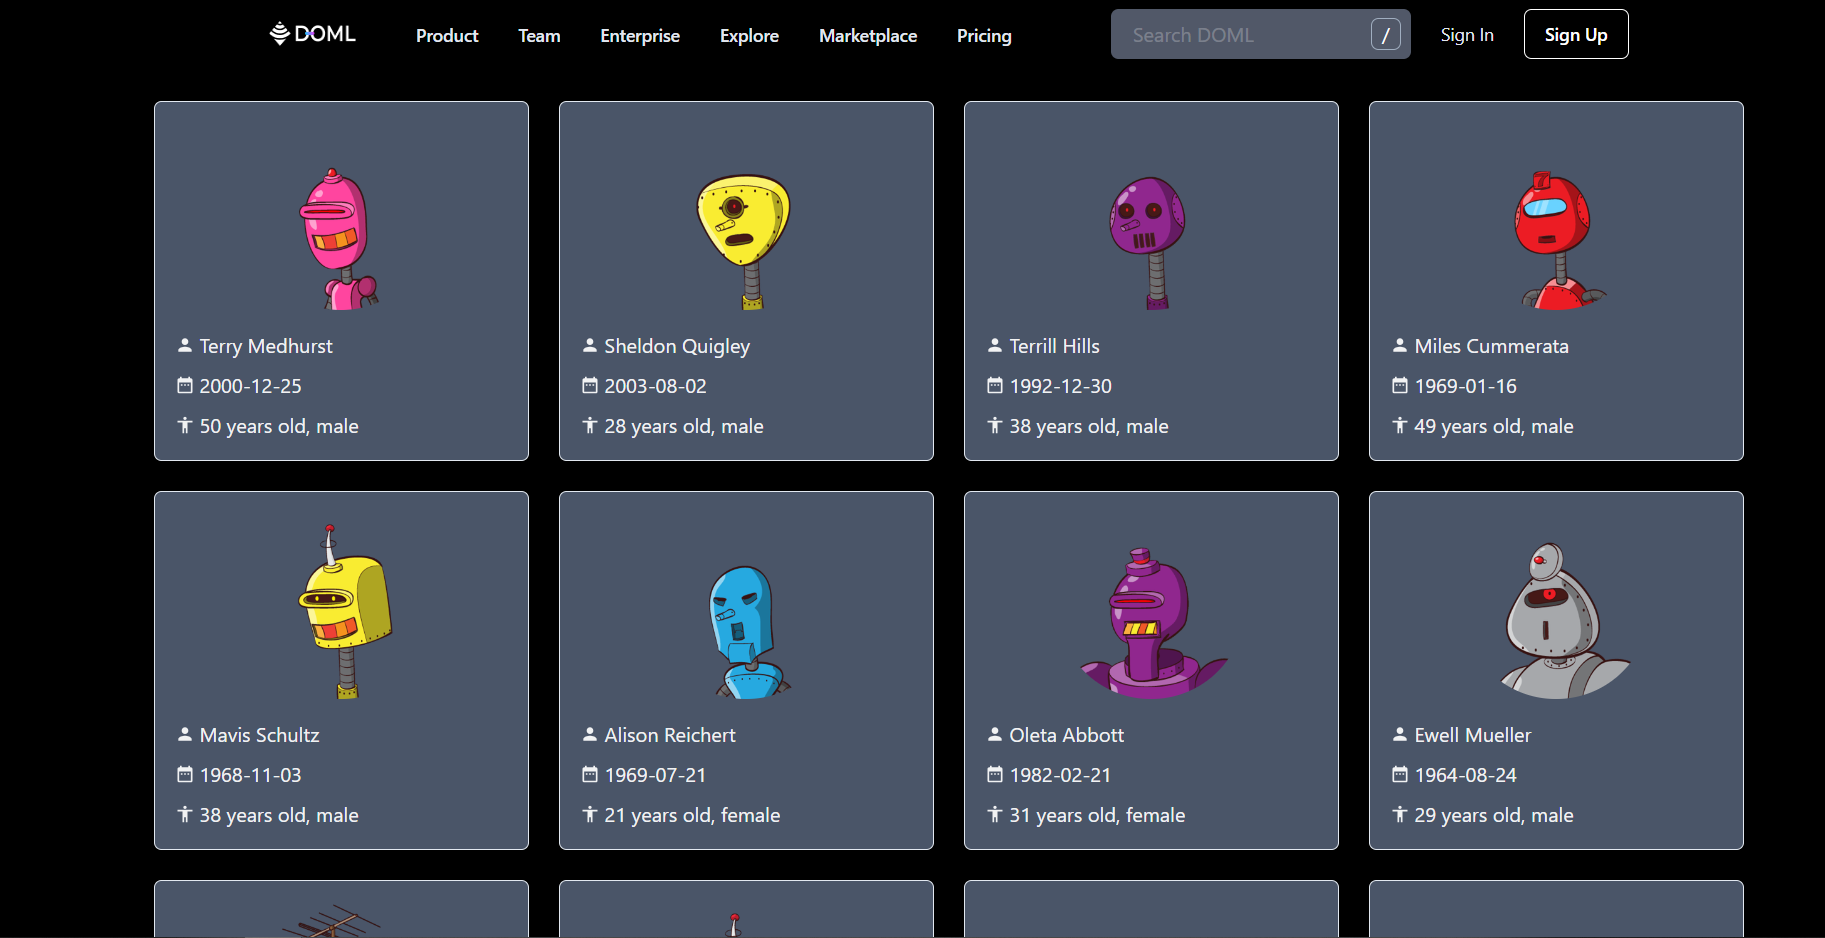 DOML Product Team Enterprise Explore Marketplace Pricing Search DOML / Sign In Sign Up
7
Terry Medhurst Sheldon Quigley Terrill Hills Miles Cummerata
2000-12-25 2003-08-02 1992-12-30 1969-01-16
50 years old, male 28 years old, male 38 years old, male 49 years old, male
Mavis Schultz Alison Reichert Oleta Abbott Ewell Mueller
1968-11-03 1969-07-21 1982-02-21 1964-08-24
38 years old, male 21 years old, female 31 years old, female 29 years old, male